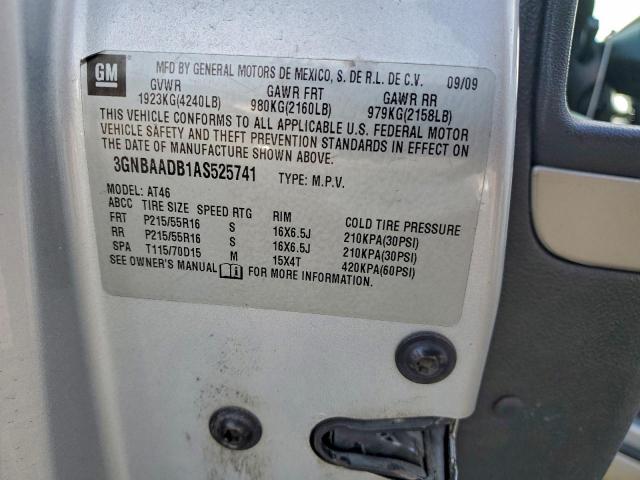 GM
MFD BY GENERAL MOTORS DE MEXICO, S. DE R.L. DE C.V. 09/09
GVWR GAWR FRT GAWR RR
1923KG(4240LB) 980KG(2160LB) 979KG(2158LB)
THIS VEHICLE CONFORMS TO ALL APPLICABLE U.S. FEDERAL MOTOR
VEHICLE SAFETY AND THEFT PREVENTION STANDARDS IN EFFECT ON
THE DATE OF MANUFACTURE SHOWN ABOVE.
3GNBAADB1AS525741 TYPE: M.P.V.
MODEL: AT46
ABCC TIRE SIZE SPEED RTG RIM COLD TIRE PRESSURE
FRT P215/55R16 S 16X6.5J 210KPA(30PSI)
RR P215/55R16 S 16X6.5J 210KPA(30PSI)
SPA T115/70D15 M 15X4T 420KPA(60PSI)
SEE OWNER'S MANUAL FOR MORE INFORMATION.